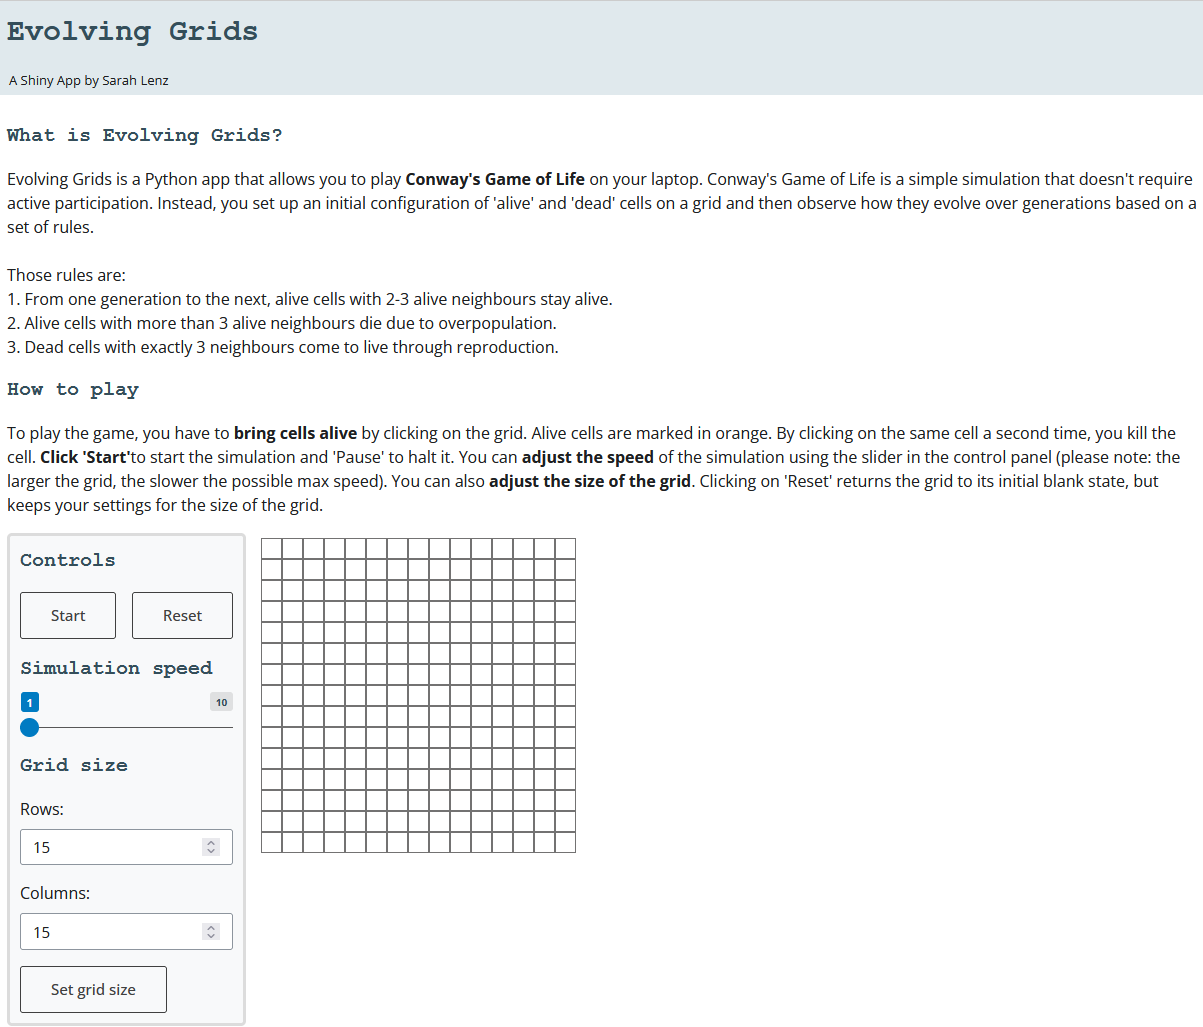 Evolving Grids
A Shiny App by Sarah Lenz
What is Evolving Grids?
Evolving Grids is a Python app that allows you to play Conway's Game of Life on your laptop. Conway's Game of Life is a simple simulation that doesn't require
active participation. Instead, you set up an initial configuration of 'alive' and 'dead' cells on a grid and then observe how they evolve over generations based on a
set of rules.
Those rules are:
1. From one generation to the next, alive cells with 2-3 alive neighbours stay alive.
2. Alive cells with more than 3 alive neighbours die due to overpopulation.
3. Dead cells with exactly 3 neighbours come to live through reproduction.
How to play
To play the game, you have to bring cells alive by clicking on the grid. Alive cells are marked in orange. By clicking on the same cell a second time, you kill the
cell. Click 'Start'to start the simulation and 'Pause' to halt it. You can adjust the speed of the simulation using the slider in the control panel (please note: the
larger the grid, the slower the possible max speed). You can also adjust the size of the grid. Clicking on 'Reset' returns the grid to its initial blank state, but
keeps your settings for the size of the grid.
Controls
Start Reset
Simulation speed
1 10
Grid size
Rows:
15
Columns:
15
Set grid size